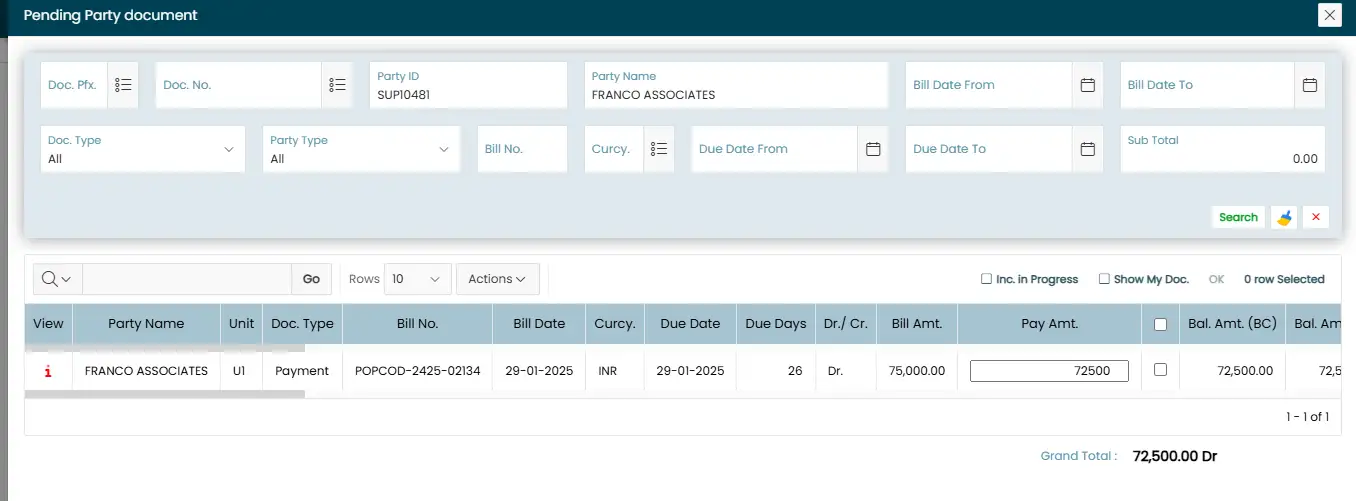 Pending Party document
Doc. Pfx. Doc. No. Party ID Party Name Bill Date From Bill Date To
SUP10481 FRANCO ASSOCIATES
Doc. Type Party Type Bill No. Curcy. Due Date From Due Date To Sub Total
All All 0.00
Search
Go Rows 10 Actions Inc. in Progress Show My Doc. OK 0 row Selected
View Party Name Unit Doc. Type Bill No. Bill Date Curcy. Due Date Due Days Dr./ Cr. Bill Amt. Pay Amt. Bal. Amt. (BC) Bal. Am
FRANCO ASSOCIATES U1 Payment POPCOD-2425-02134 29-01-2025 INR 29-01-2025 26 Dr. 75,000.00 72500 72,500.00 72,5
1 - 1 of 1
Grand Total : 72,500.00 Dr